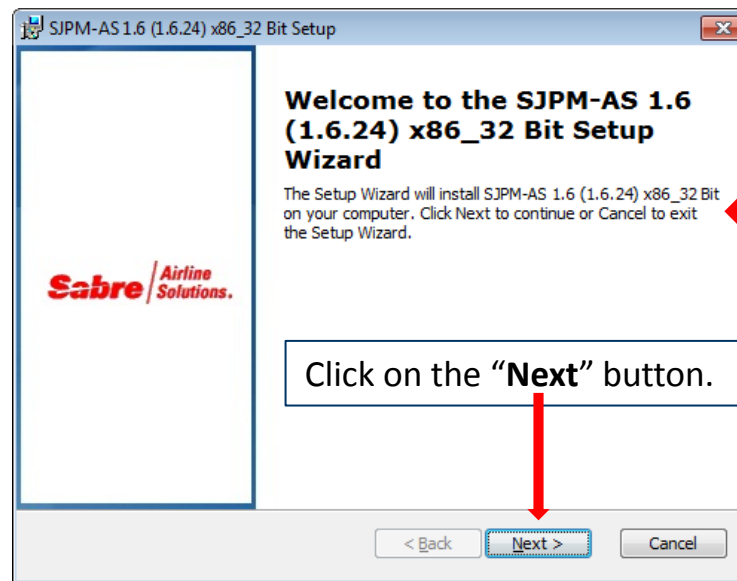 SJPM-AS 1.6 (1.6.24) x86_32 Bit Setup
Welcome to the SJPM-AS 1.6
(1.6.24) x86_32 Bit Setup
Wizard
The Setup Wizard will install SJPM-AS 1.6 (1.6.24) x86_32 Bit
on your computer. Click Next to continue or Cancel to exit
the Setup Wizard.
Sabre Airline
Solutions.
Click on the “Next” button.
< Back
Next >
Cancel